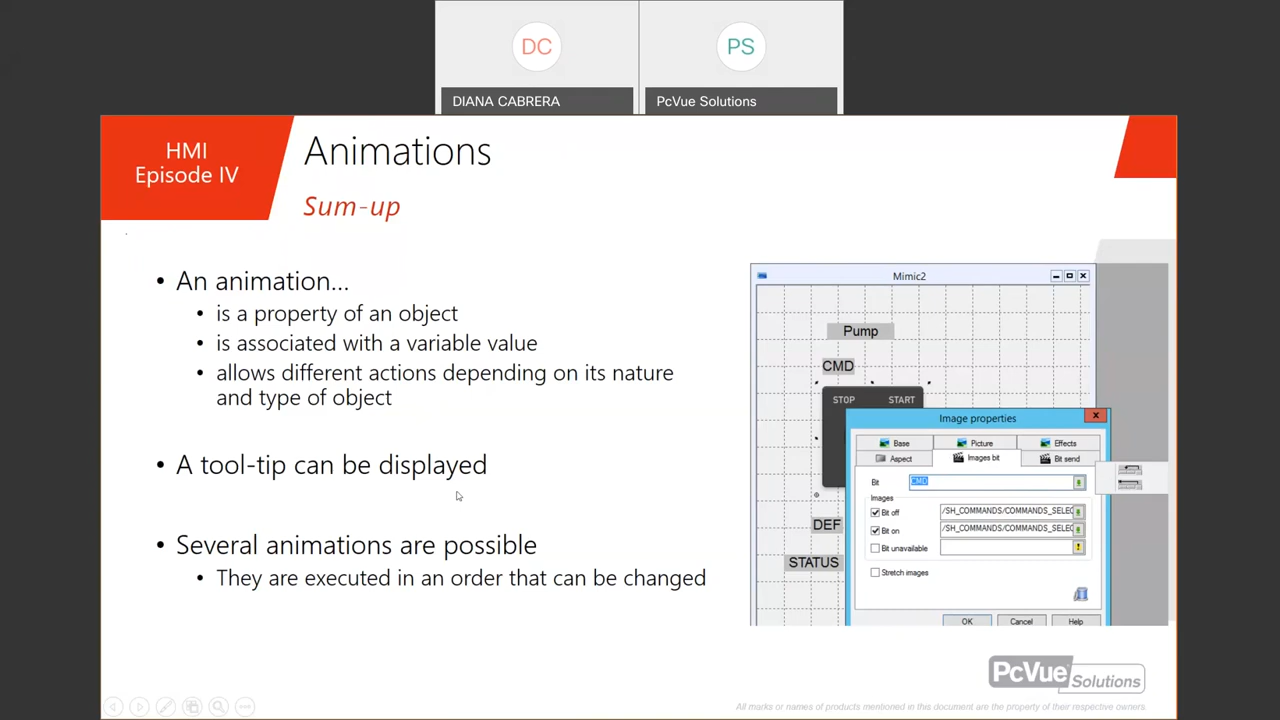 DC
PS
DIANA CABRERA
PcVue Solutions
HMI
Episode IV
Animations
Sum-up
• An animation...
• is a property of an object
• is associated with a variable value
• allows different actions depending on its nature
and type of object
• A tool-tip can be displayed
• Several animations are possible
• They are executed in an order that can be changed
Mimic2
Pump
CMD
STOP START
Image properties
Base Picture Effects
Aspect Images bit Bit send
Bit CMD
Images
Bit off /SH_COMMANDS/COMMANDS_SELEC
Bit on /SH_COMMANDS/COMMANDS_SELEC
Bit unavailable
Stretch images
OK Cancel Help
DEF
STATUS
PcVue Solutions
All marks or names of products mentioned in this document are the property of their respective owners